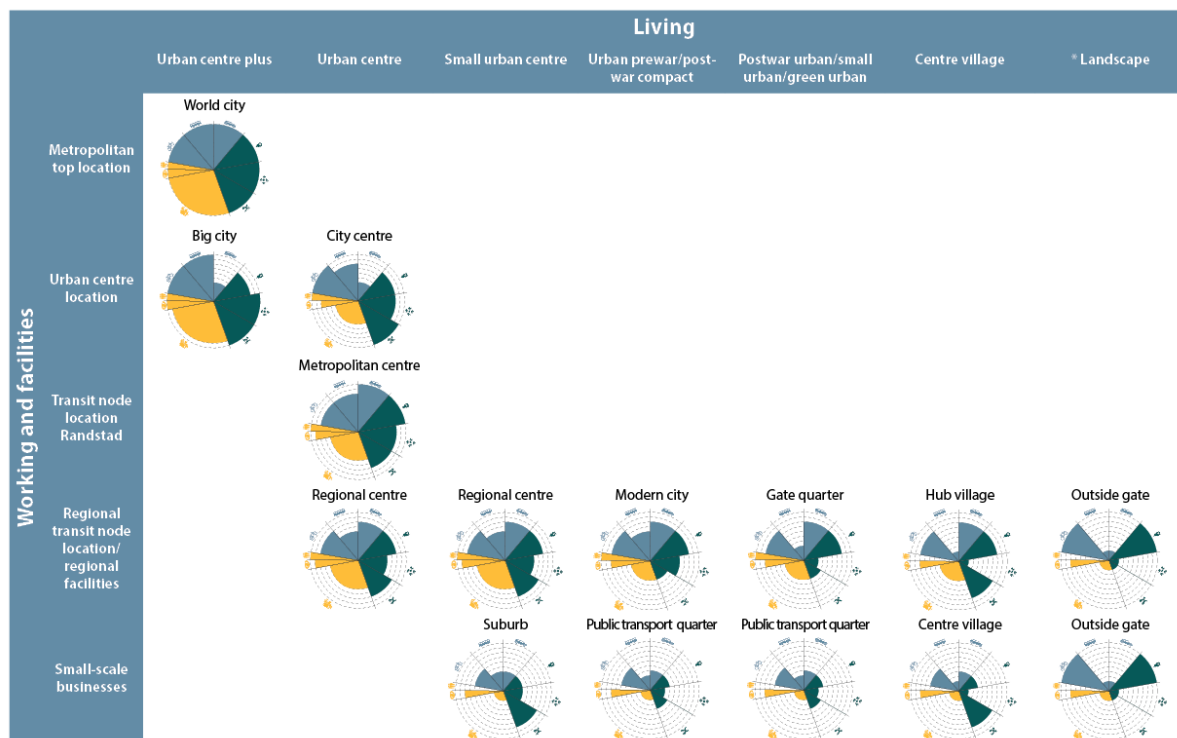 Living
Urban centre plus
Urban centre
Small urban centre
Urban prewar/post-
war compact
Postwar urban/small
urban/green urban
Centre village
* Landscape
Working and facilities
World city
Metropolitan
top location
Big city
City centre
Urban centre
location
Metropolitan centre
Transit node
location
Randstad
Regional centre
Regional centre
Modern city
Gate quarter
Hub village
Outside gate
Regional
transit node
location/
regional
facilities
Suburb
Public transport quarter
Public transport quarter
Centre village
Outside gate
Small-scale
businesses